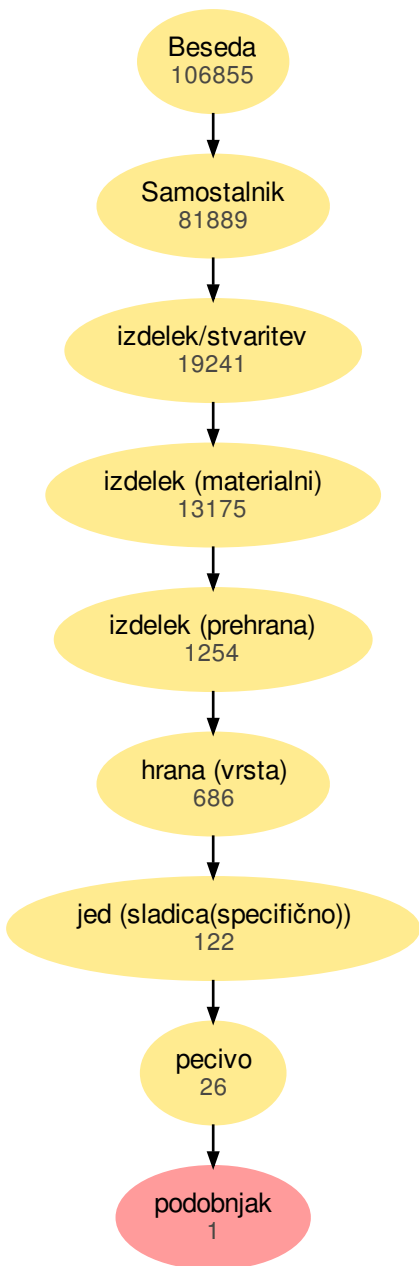 Beseda
106855
Samostalnik
81889
izdelek/stvaritev
19241
izdelek (materialni)
13175
izdelek (prehrana)
1254
hrana (vrsta)
686
jed (sladica(specifično))
122
pecivo
26
podobnjak
1